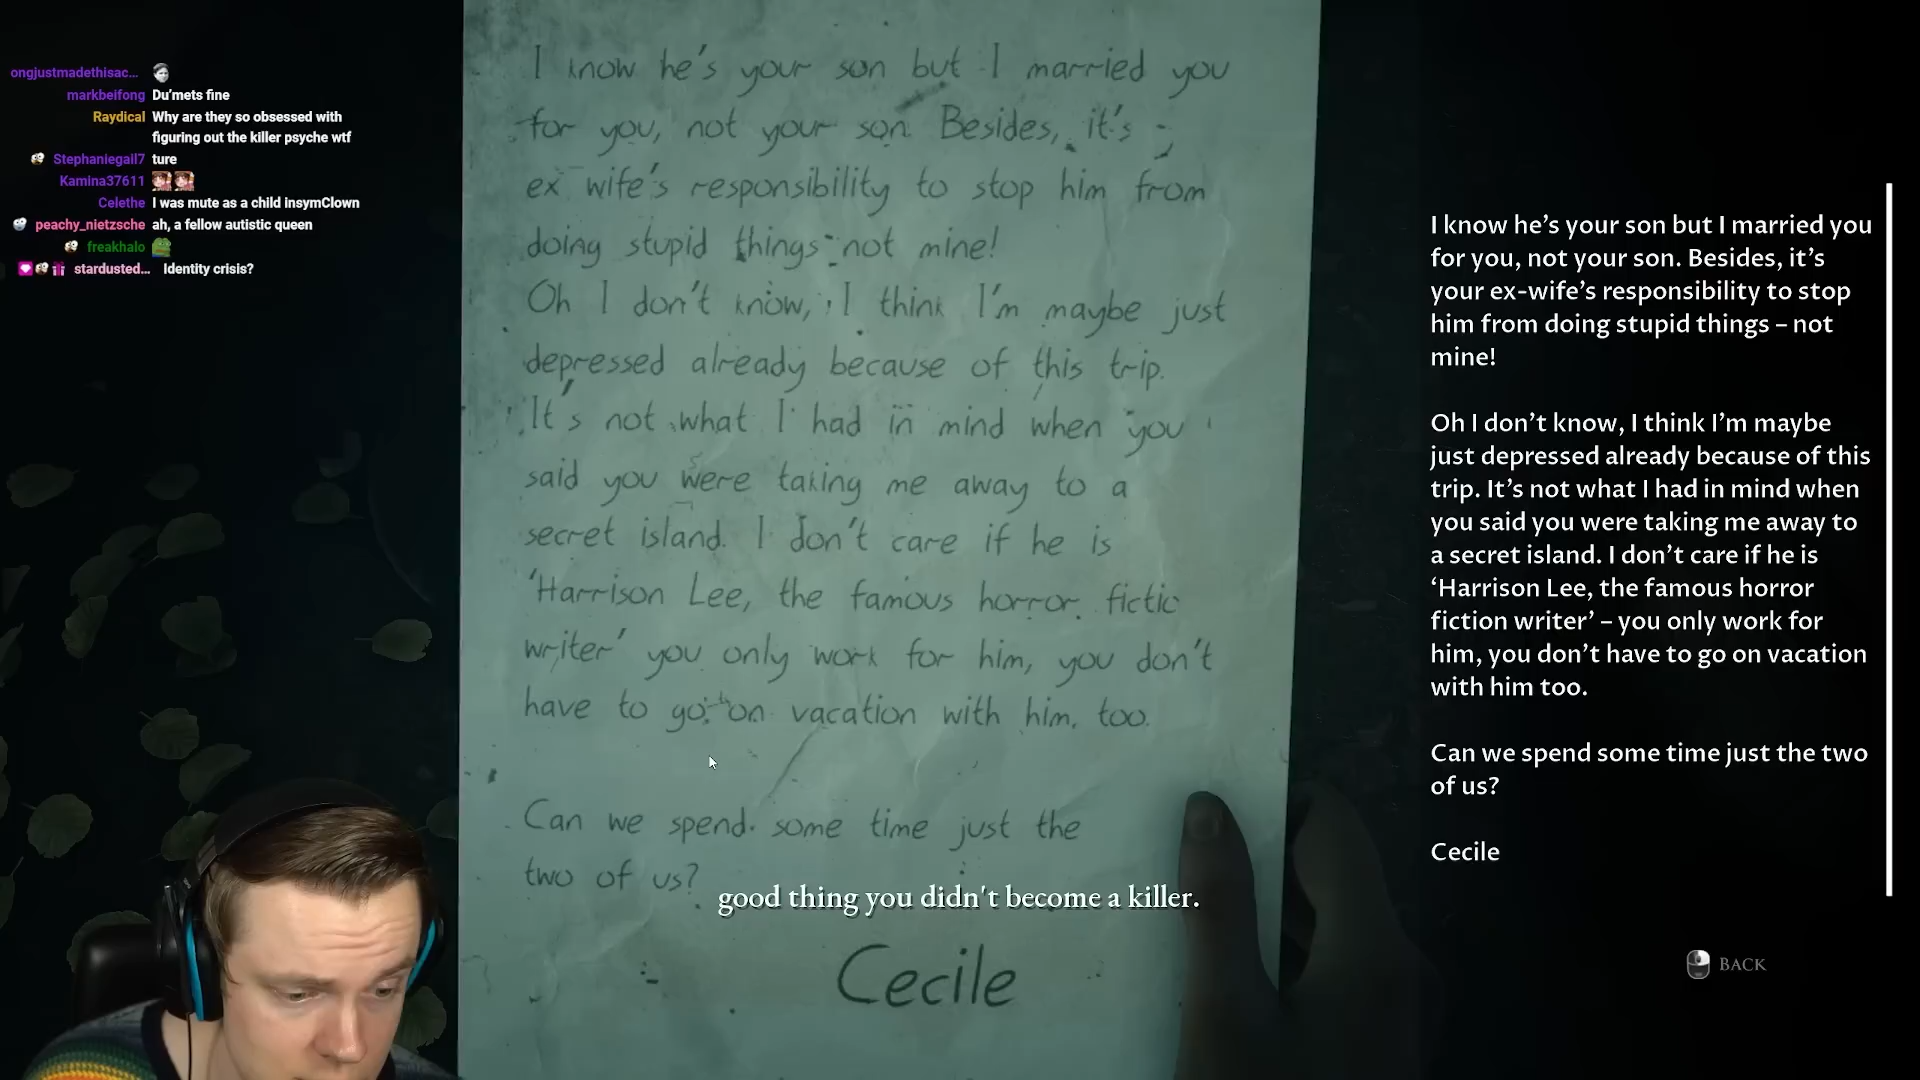 ongjustmadethisac...
markbeifong Du'mets fine
Raydical Why are they so obsessed with
figuring out the killer psyche wtf
Stephaniegail7 ture
Kamina37611
Celethe I was mute as a child insymClown
peachy_nietzsche ah, a fellow autistic queen
freakhalo
stardusted... Identity crisis?
I know he's your son but I married you
for you, not your son. Besides, it's
ex wife's responsibility to stop him from
doing stupid things - not mine!
Oh I don't know, I think I'm maybe just
depressed already because of this trip.
It's not what I had in mind when you
said you were taking me away to a
secret island. I don't care if he is
'Harrison Lee, the famous horror fictic
writer' you only work for him, you don't
have to go on vacation with him, too.
Can we spend some time just the
two of us?
Cecile
good thing you didn't become a killer.
I know he's your son but I married you
for you, not your son. Besides, it's
your ex-wife's responsibility to stop
him from doing stupid things – not
mine!
Oh I don't know, I think I'm maybe
just depressed already because of this
trip. It's not what I had in mind when
you said you were taking me away to
a secret island. I don't care if he is
‘Harrison Lee, the famous horror
fiction writer’ – you only work for
him, you don't have to go on vacation
with him too.
Can we spend some time just the two
of us?
Cecile
BACK